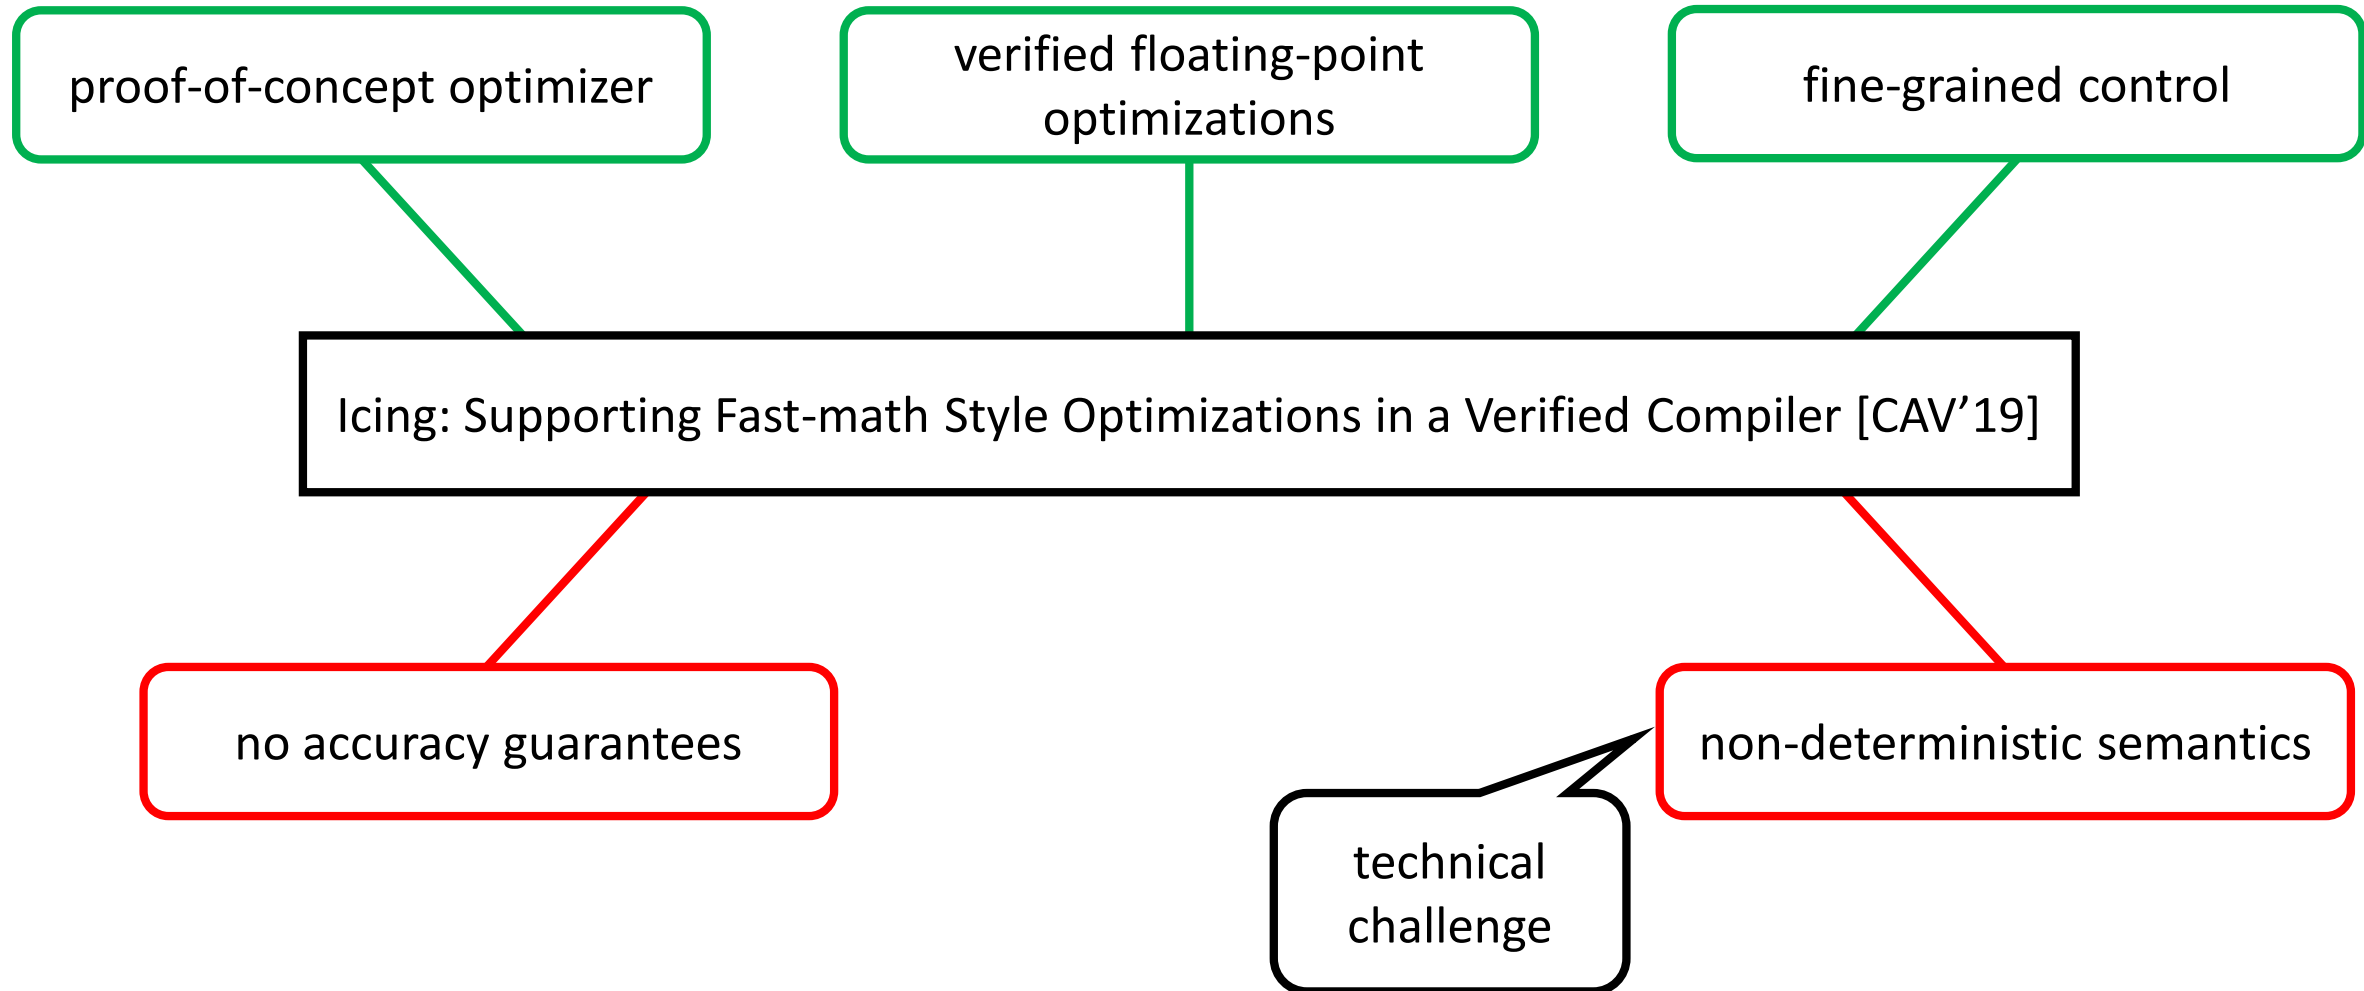 proof-of-concept optimizer
verified floating-point
optimizations
fine-grained control
Icing: Supporting Fast-math Style Optimizations in a Verified Compiler [CAV’19]
no accuracy guarantees
non-deterministic semantics
technical
challenge